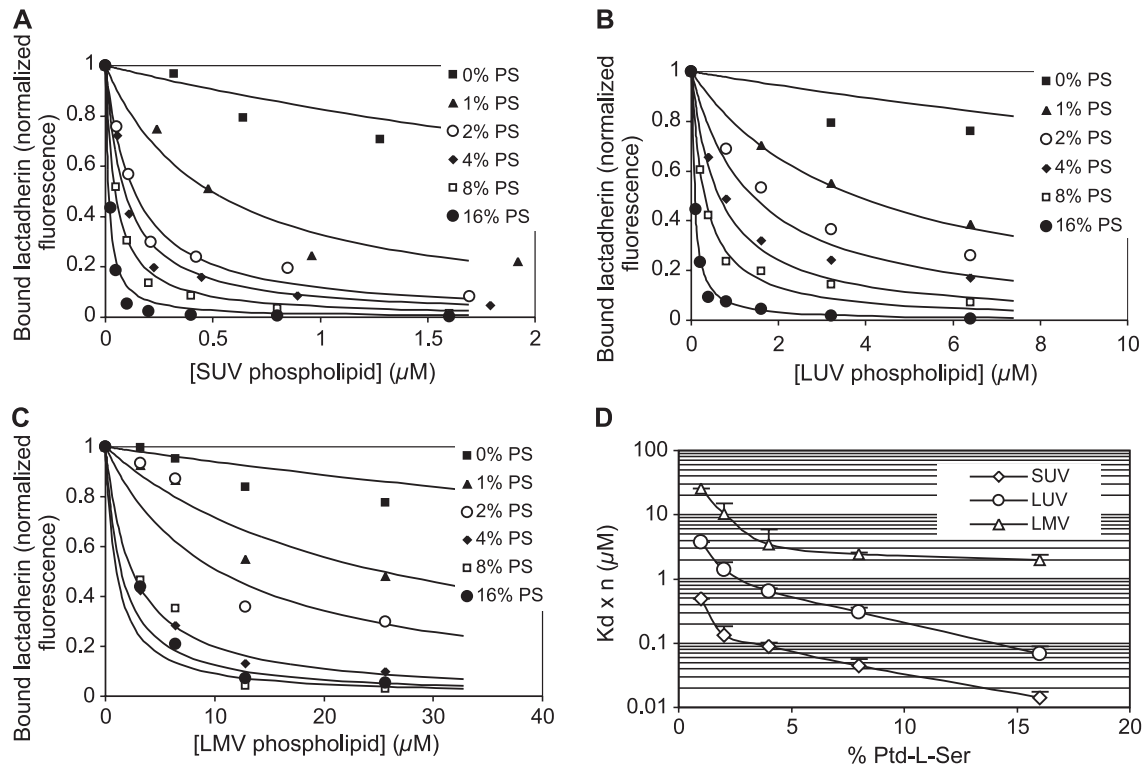 A
Bound lactadherin (normalized
fluorescence)
1
0.8
0.6
0.4
0.2
0
0 0.5 1 1.5 2
[SUV phospholipid] (µM)
0% PS
1% PS
2% PS
4% PS
8% PS
16% PS
B
Bound lactadherin (normalized
fluorescence)
1
0.8
0.6
0.4
0.2
0
0 2 4 6 8 10
[LUV phospholipid] (µM)
0% PS
1% PS
2% PS
4% PS
8% PS
16% PS
C
Bound lactadherin (normalized
fluorescence)
1
0.8
0.6
0.4
0.2
0
0 10 20 30 40
[LMV phospholipid] (µM)
0% PS
1% PS
2% PS
4% PS
8% PS
16% PS
D
Kd x n (µM)
100
10
1
0.1
0.01
0 5 10 15 20
% Ptd-L-Ser
SUV
LUV
LMV